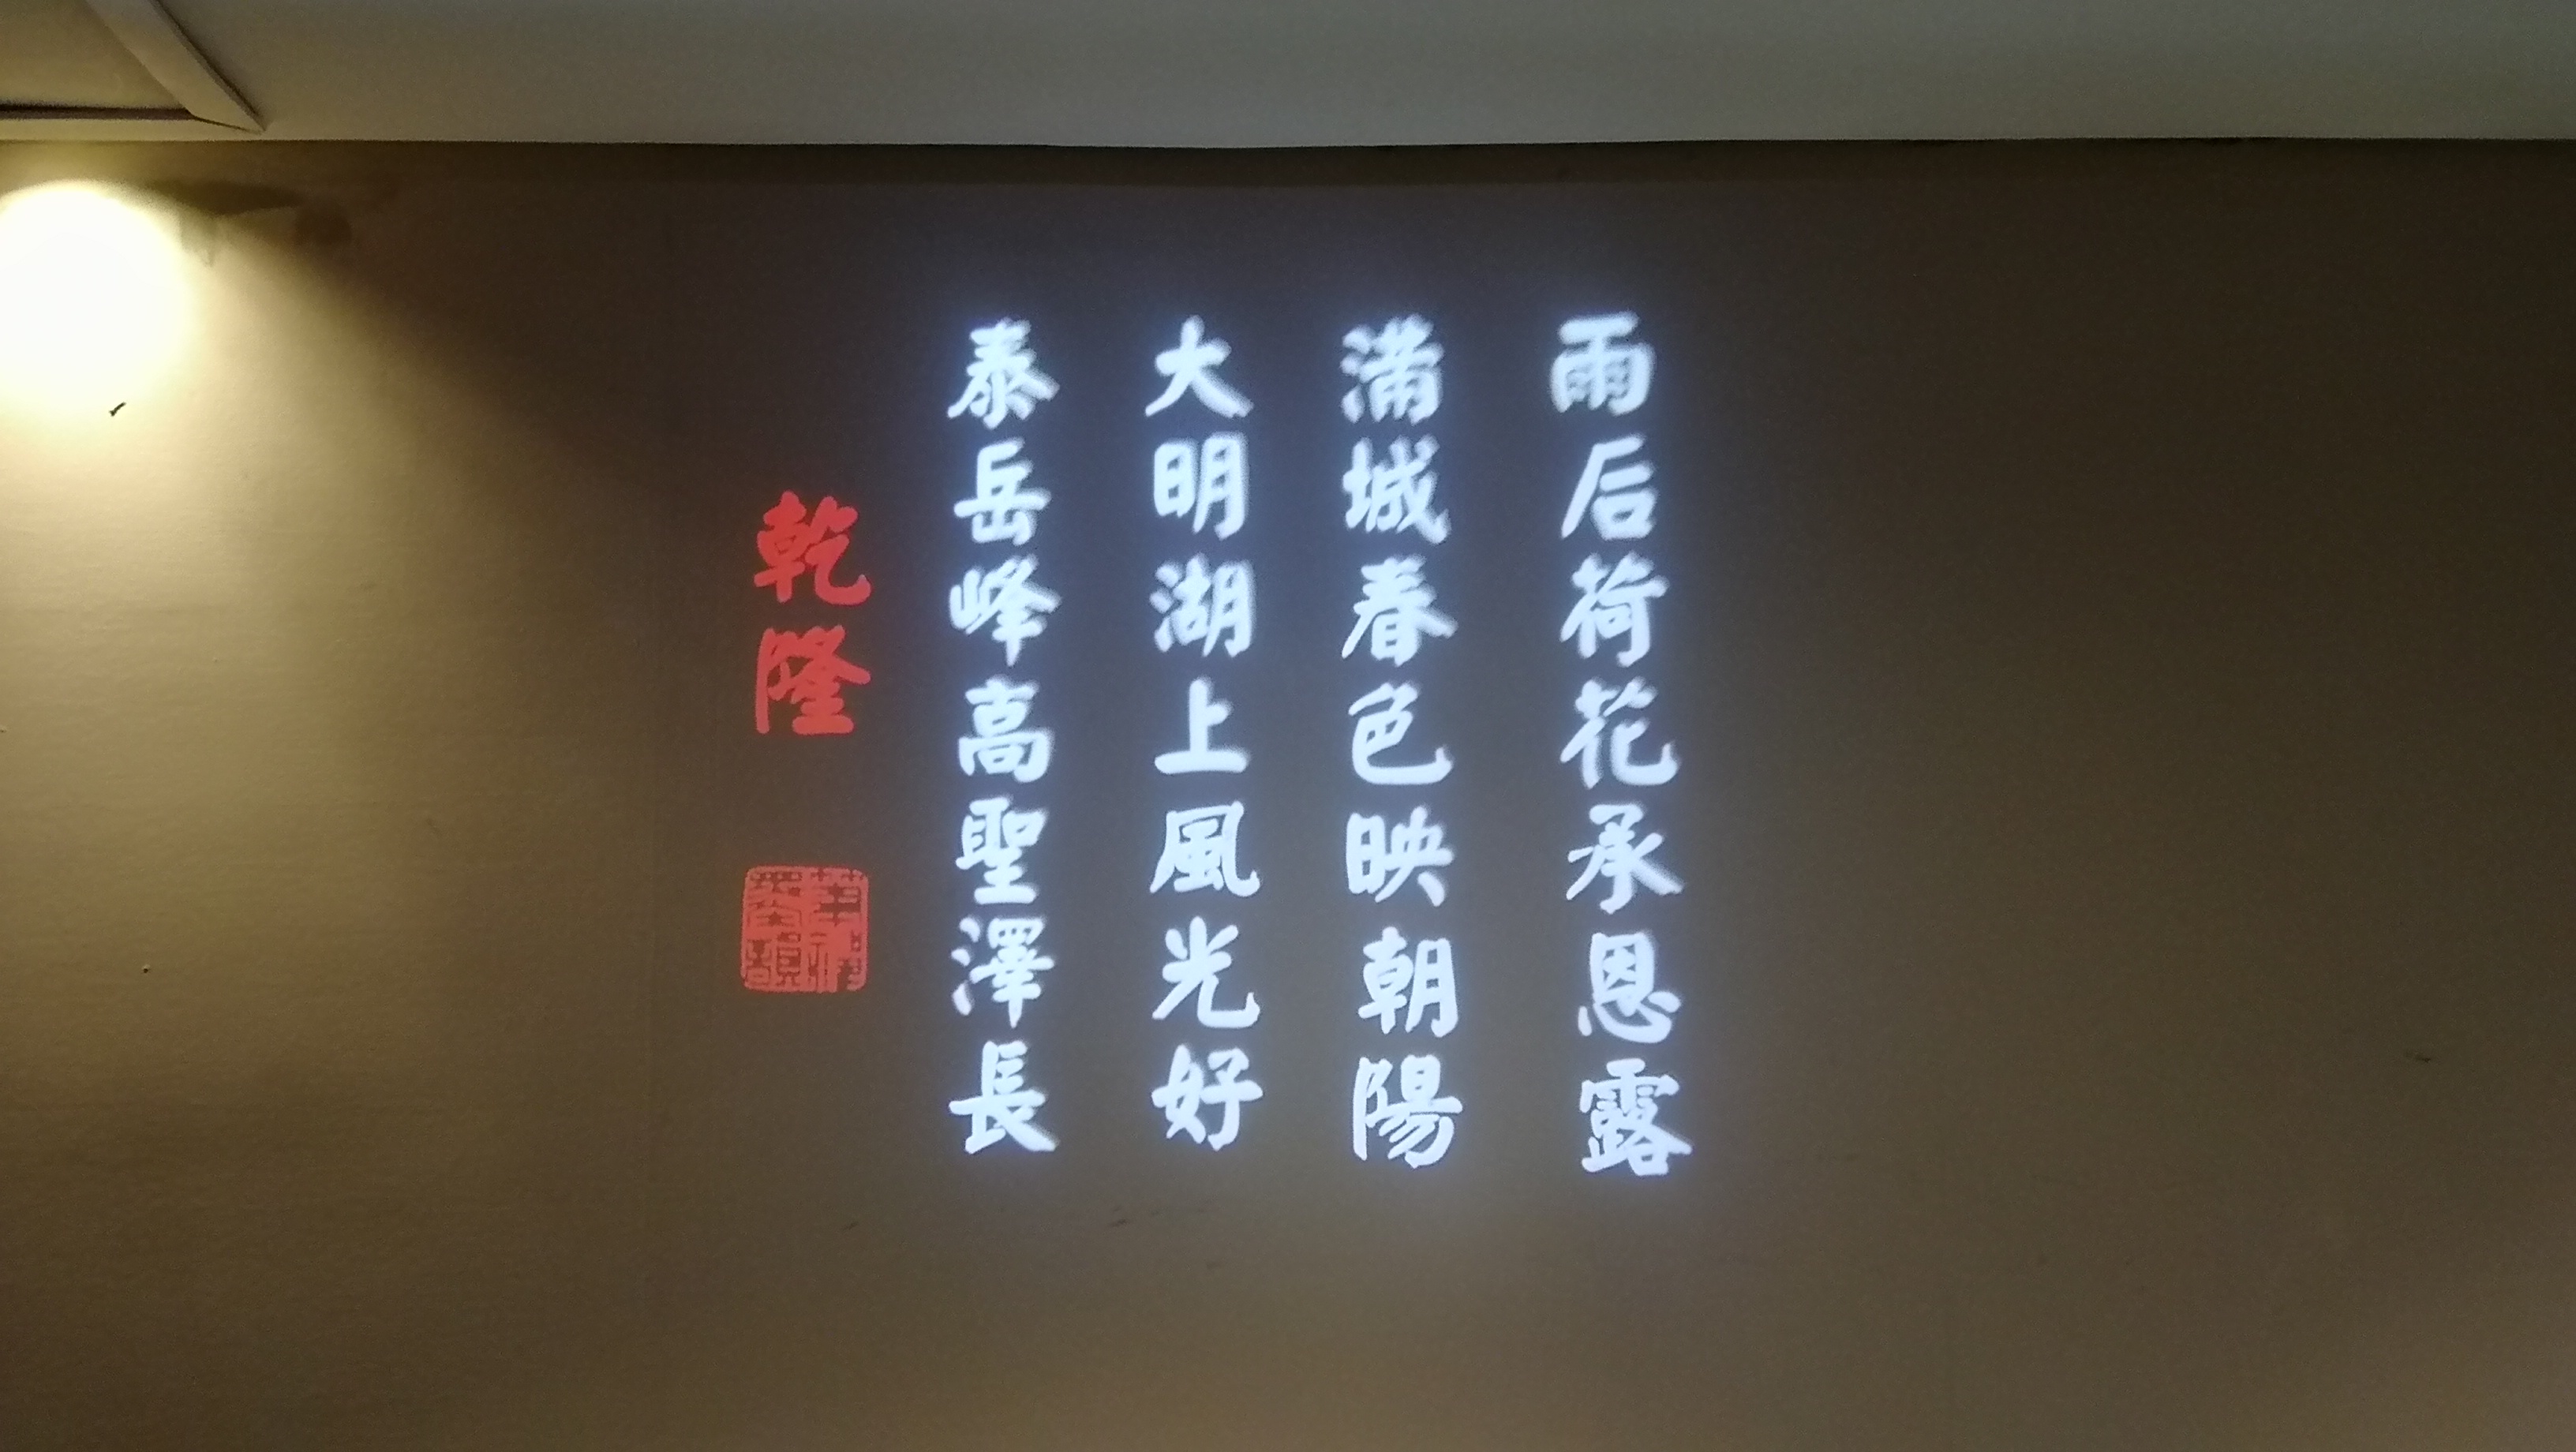 雨后荷花承恩露
滿城春色映朝陽
大明湖上風光好
泰岳峰高聖澤長
乾隆